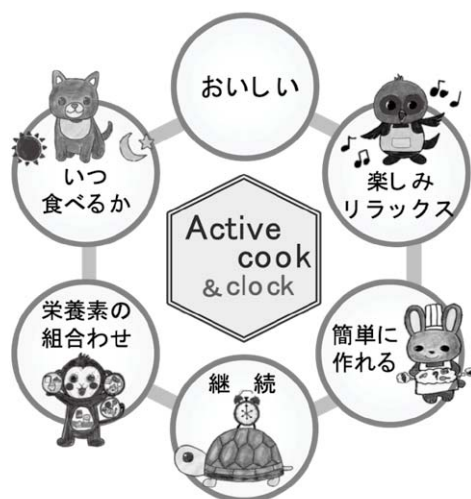 おいしい
楽しみ
リラックス
簡単に
作れる
継続
栄養素の
組合わせ
いつ
食べるか
Active
cook
&clock